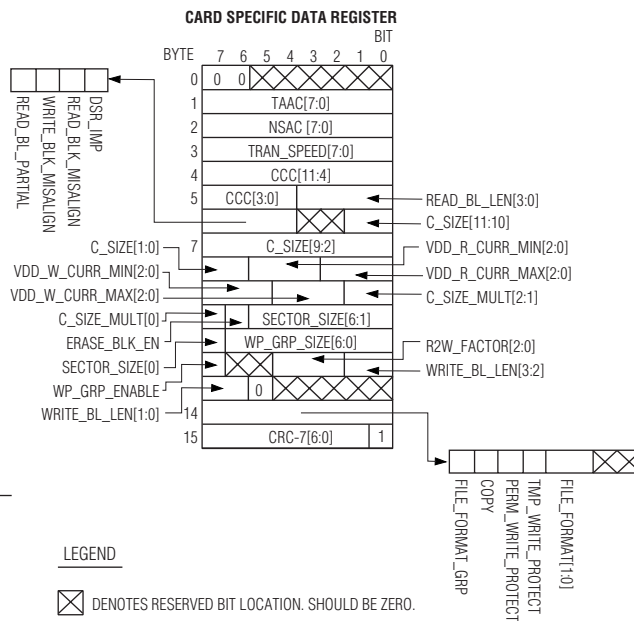 CARD SPECIFIC DATA REGISTER
BIT
BYTE 7 6 5 4 3 2 1 0
0 0 0
1 TAAC[7:0]
2 NSAC [7:0]
3 TRAN_SPEED[7:0]
4 CCC[11:4]
5 CCC[3:0] READ_BL_LEN[3:0]
C_SIZE[11:10]
7 C_SIZE[9:2]
C_SIZE[1:0] VDD_R_CURR_MIN[2:0]
VDD_W_CURR_MIN[2:0] VDD_R_CURR_MAX[2:0]
VDD_W_CURR_MAX[2:0] C_SIZE_MULT[2:1]
C_SIZE_MULT[0] SECTOR_SIZE[6:1]
ERASE_BLK_EN
WP_GRP_SIZE[6:0] R2W_FACTOR[2:0]
SECTOR_SIZE[0] WRITE_BL_LEN[3:2]
WP_GRP_ENABLE 0
WRITE_BL_LEN[1:0] 14
15 CRC-7[6:0] 1
READ_BL_PARTIAL
WRITE_BLK_MISALIGN
READ_BLK_MISALIGN
DSR_IMP
FILE_FORMAT_GRP
COPY
PERM_WRITE_PROTECT
TMP_WRITE_PROTECT
FILE_FORMAT[1:0]
LEGEND
DENOTES RESERVED BIT LOCATION. SHOULD BE ZERO.